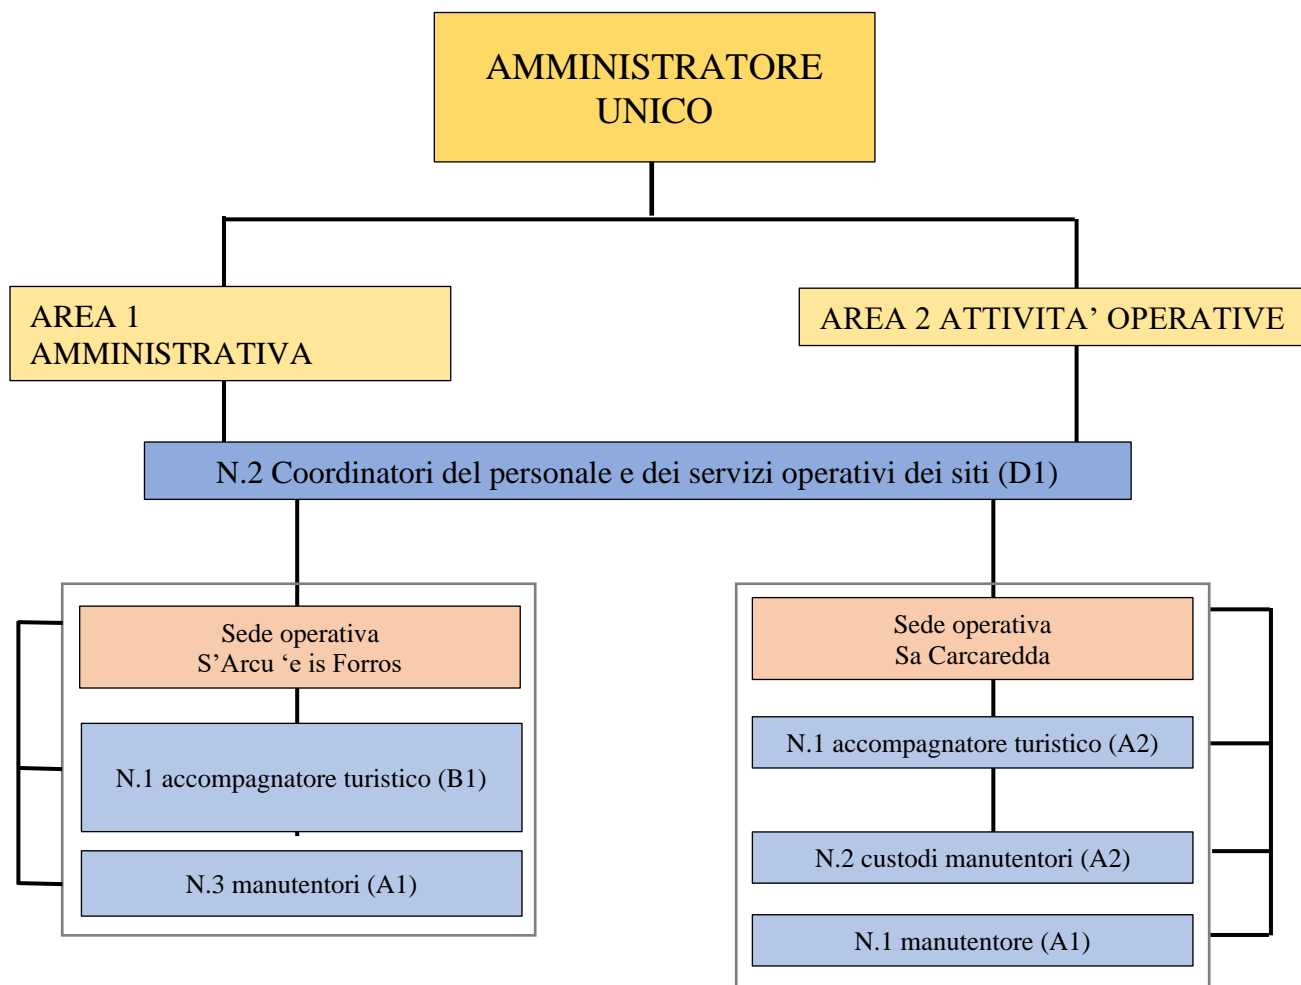 AMMINISTRATORE
UNICO
AREA 1
AMMINISTRATIVA
AREA 2 ATTIVITA’ OPERATIVE
N.2 Coordinatori del personale e dei servizi operativi dei siti (D1)
Sede operativa
S’Arcu ‘e is Forros
N.1 accompagnatore turistico (B1)
N.3 manutentori (A1)
Sede operativa
Sa Carcaredda
N.1 accompagnatore turistico (A2)
N.2 custodi manutentori (A2)
N.1 manutentore (A1)